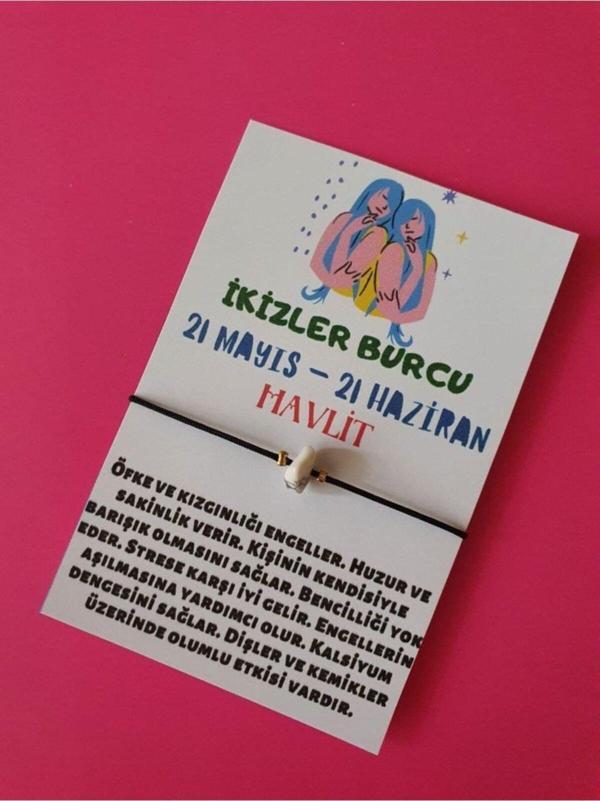 İKİZLER BURCU
21 MAYIS – 21 HAZİRAN
HAVLİT
ÖFKE VE KIZGINLIĞI ENGELLER. HUZUR VE
SAKİNLİK VERİR. KİŞİNİN KENDİSİYLE
BARIŞIK OLMASINI SAĞLAR. BENCİLLİĞİ YOK
EDER. STRESE KARŞI İYİ GELİR. ENGELLERİN
AŞILMASINA YARDIMCI OLUR. KALSİYUM
DENGESİNİ SAĞLAR. DİŞLER VE KEMİKLER
ÜZERİNDE OLUMLU ETKİSİ VARDIR.